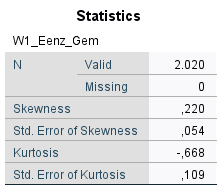 Statistics
W1_Eenz_Gem
N Valid 2.020
Missing 0
Skewness ,220
Std. Error of Skewness ,054
Kurtosis -,668
Std. Error of Kurtosis ,109